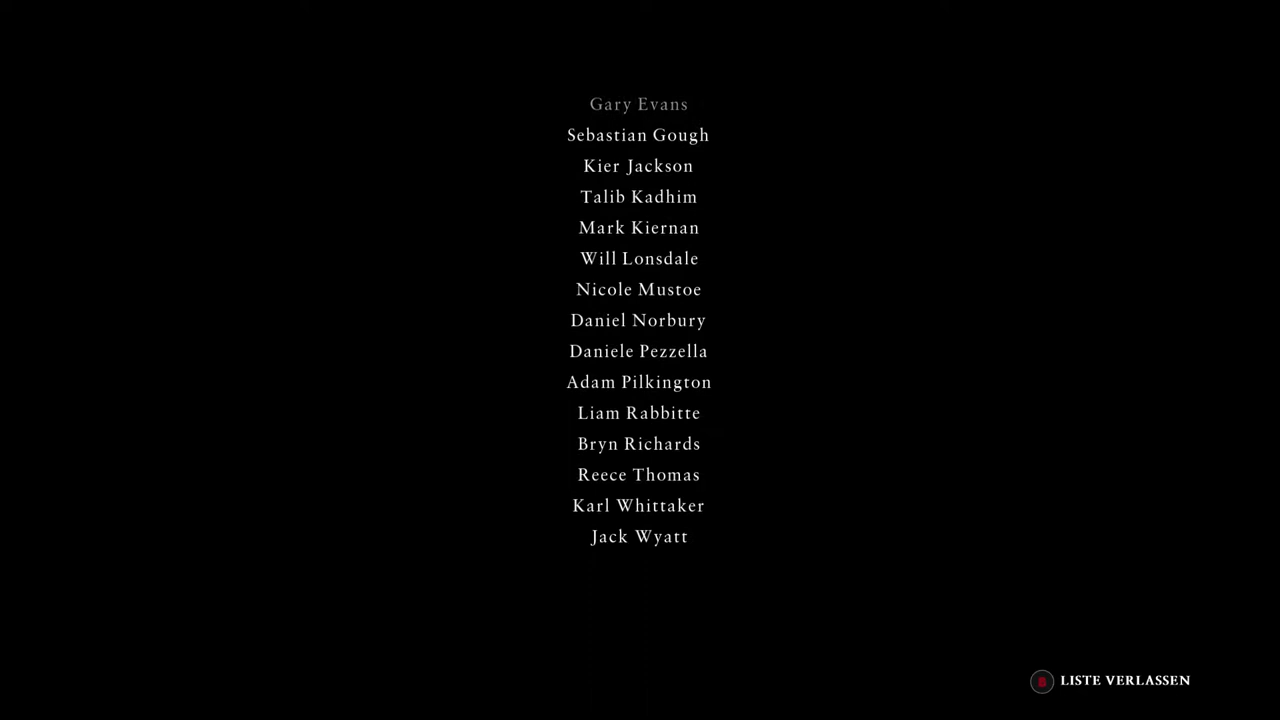 Gary Evans
Sebastian Gough
Kier Jackson
Talib Kadhim
Mark Kiernan
Will Lonsdale
Nicole Mustoe
Daniel Norbury
Daniele Pezzella
Adam Pilkington
Liam Rabbitte
Bryn Richards
Reece Thomas
Karl Whittaker
Jack Wyatt
B LISTE VERLASSEN